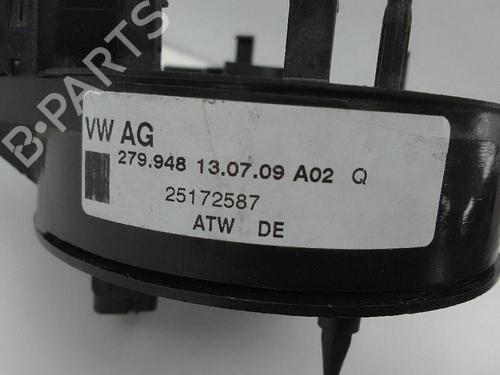 B-PARTS
VW AG
279.948 13.07.09 A02 Q
25172587
ATW DE